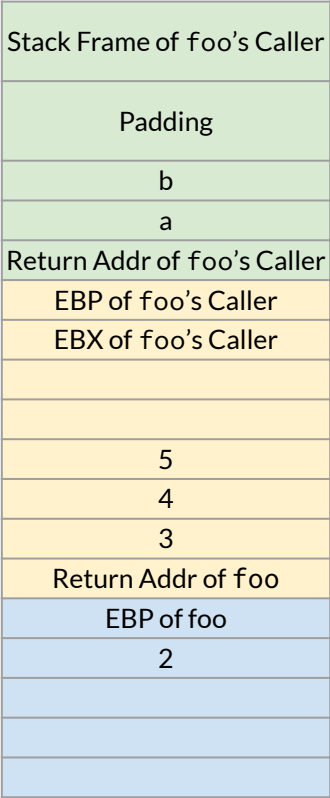 Stack Frame of foo’s Caller
Padding
b
a
Return Addr of foo’s Caller
EBP of foo’s Caller
EBX of foo’s Caller
5
4
3
Return Addr of foo
EBP of foo
2